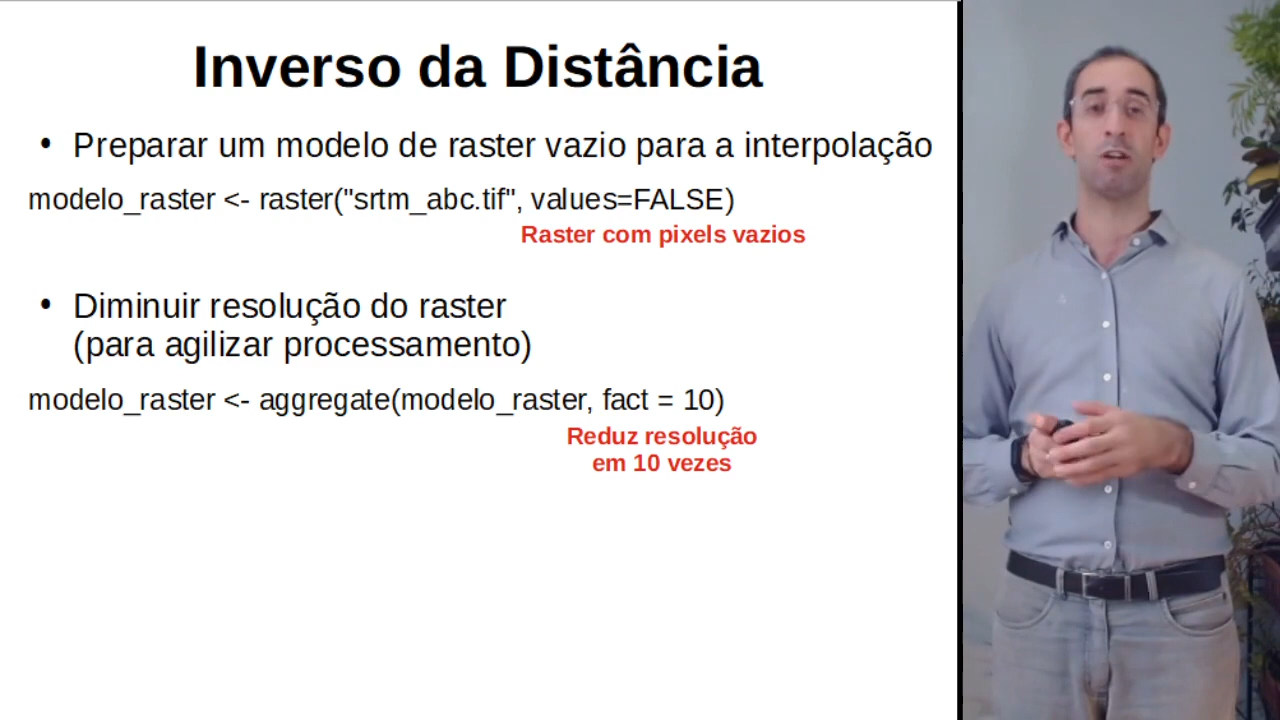 Inverso da Distância
• Preparar um modelo de raster vazio para a interpolação
modelo_raster <- raster("srtm_abc.tif", values=FALSE)
Raster com pixels vazios
• Diminuir resolução do raster
(para agilizar processamento)
modelo_raster <- aggregate(modelo_raster, fact = 10)
Reduz resolução
em 10 vezes